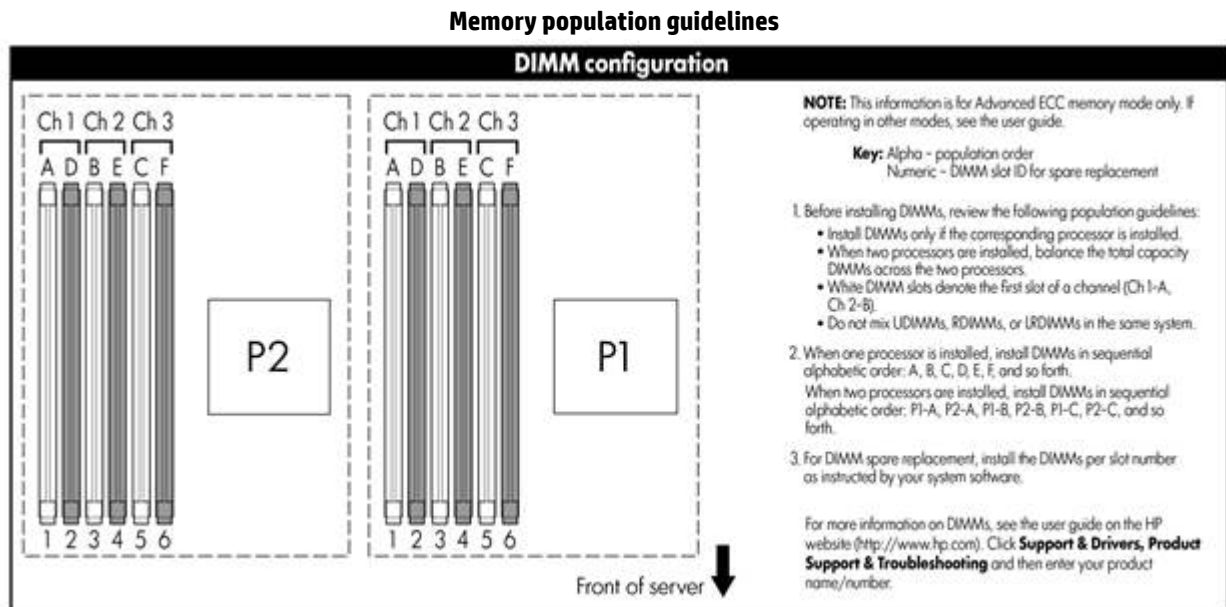 Memory population guidelines
DIMM configuration
Ch 1 Ch 2 Ch 3
A D B E C F
P2
1 2 3 4 5 6
Ch 1 Ch 2 Ch 3
A D B E C F
P1
1 2 3 4 5 6
Front of server
NOTE: This information is for Advanced ECC memory mode only. If
operating in other modes, see the user guide.
Key: Alpha – population order
Numeric – DIMM slot ID for spare replacement
1. Before installing DIMMs, review the following population guidelines:
• Install DIMMs only if the corresponding processor is installed.
• When two processors are installed, balance the total capacity
DIMMs across the two processors.
• White DIMM slots denote the first slot of a channel (Ch 1-A,
Ch 2-B).
• Do not mix UDIMMs, RDIMMs, or LRDIMMs in the same system.
2. When one processor is installed, install DIMMs in sequential
alphabetic order: A, B, C, D, E, F, and so forth.
When two processors are installed, install DIMMs in sequential
alphabetic order: P1-A, P2-A, P1-B, P2-B, P1-C, P2-C, and so
forth.
3. For DIMM spare replacement, install the DIMMs per slot number
as instructed by your system software.
For more information on DIMMs, see the user guide on the HP
website (http://www.hp.com). Click Support & Drivers, Product
Support & Troubleshooting and then enter your product
name/number.